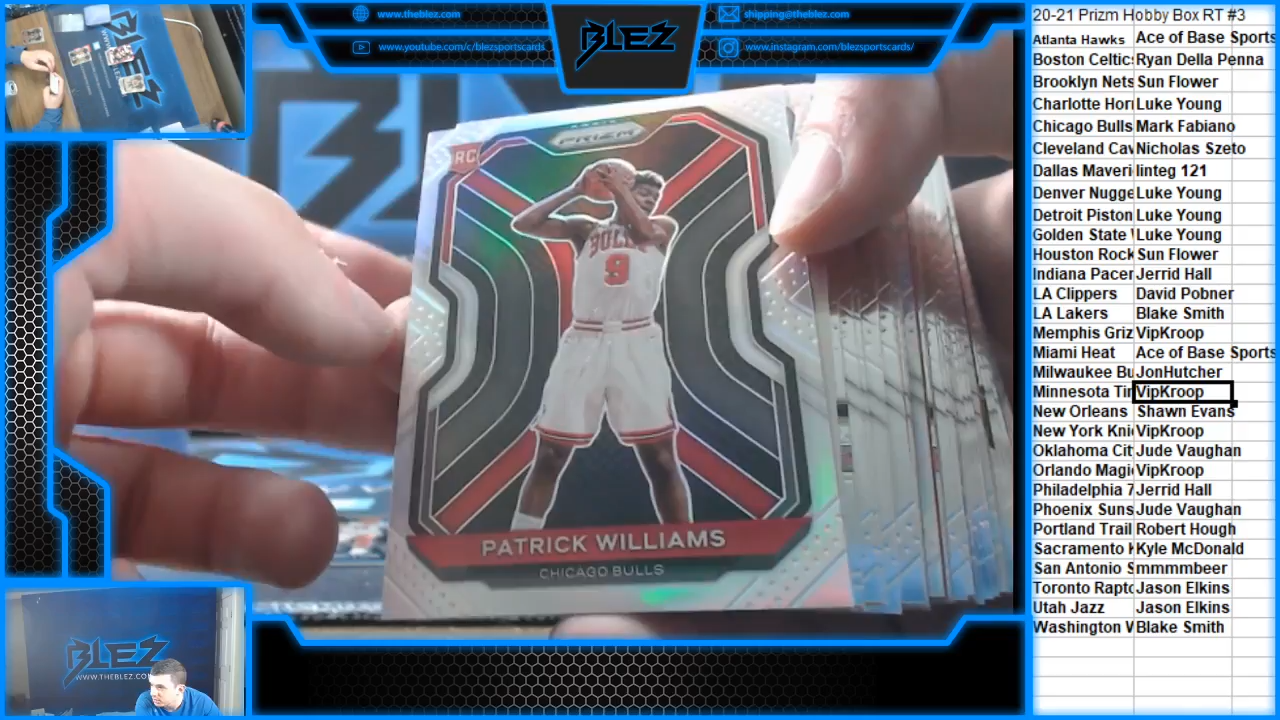 www.theblez.com
shipping@theblez.com
www.youtube.com/c/blezsportscards
www.instagram.com/blezsportscards/
BLEZ
BLEZ
PRIZM
RC
BULLS
9
PATRICK WILLIAMS
CHICAGO BULLS
BLEZ
WWW.THEBLEZ.COM
20-21 Prizm Hobby Box RT #3
Atlanta Hawks Ace of Base Sports
Boston Celtics Ryan Della Penna
Brooklyn Nets Sun Flower
Charlotte Horn Luke Young
Chicago Bulls Mark Fabiano
Cleveland Cav Nicholas Szeto
Dallas Maveri linteg 121
Denver Nugge Luke Young
Detroit Piston Luke Young
Golden State Luke Young
Houston Rock Sun Flower
Indiana Pacer Jerrid Hall
LA Clippers David Pobner
LA Lakers Blake Smith
Memphis Griz VipKroop
Miami Heat Ace of Base Sports
Milwaukee Bu JonHutcher
Minnesota Tim VipKroop
New Orleans Shawn Evans
New York Kni VipKroop
Oklahoma Cit Jude Vaughan
Orlando Magi VipKroop
Philadelphia 7 Jerrid Hall
Phoenix Suns Jude Vaughan
Portland Trail Robert Hough
Sacramento K Kyle McDonald
San Antonio S mmmmbeer
Toronto Rapto Jason Elkins
Utah Jazz Jason Elkins
Washington W Blake Smith